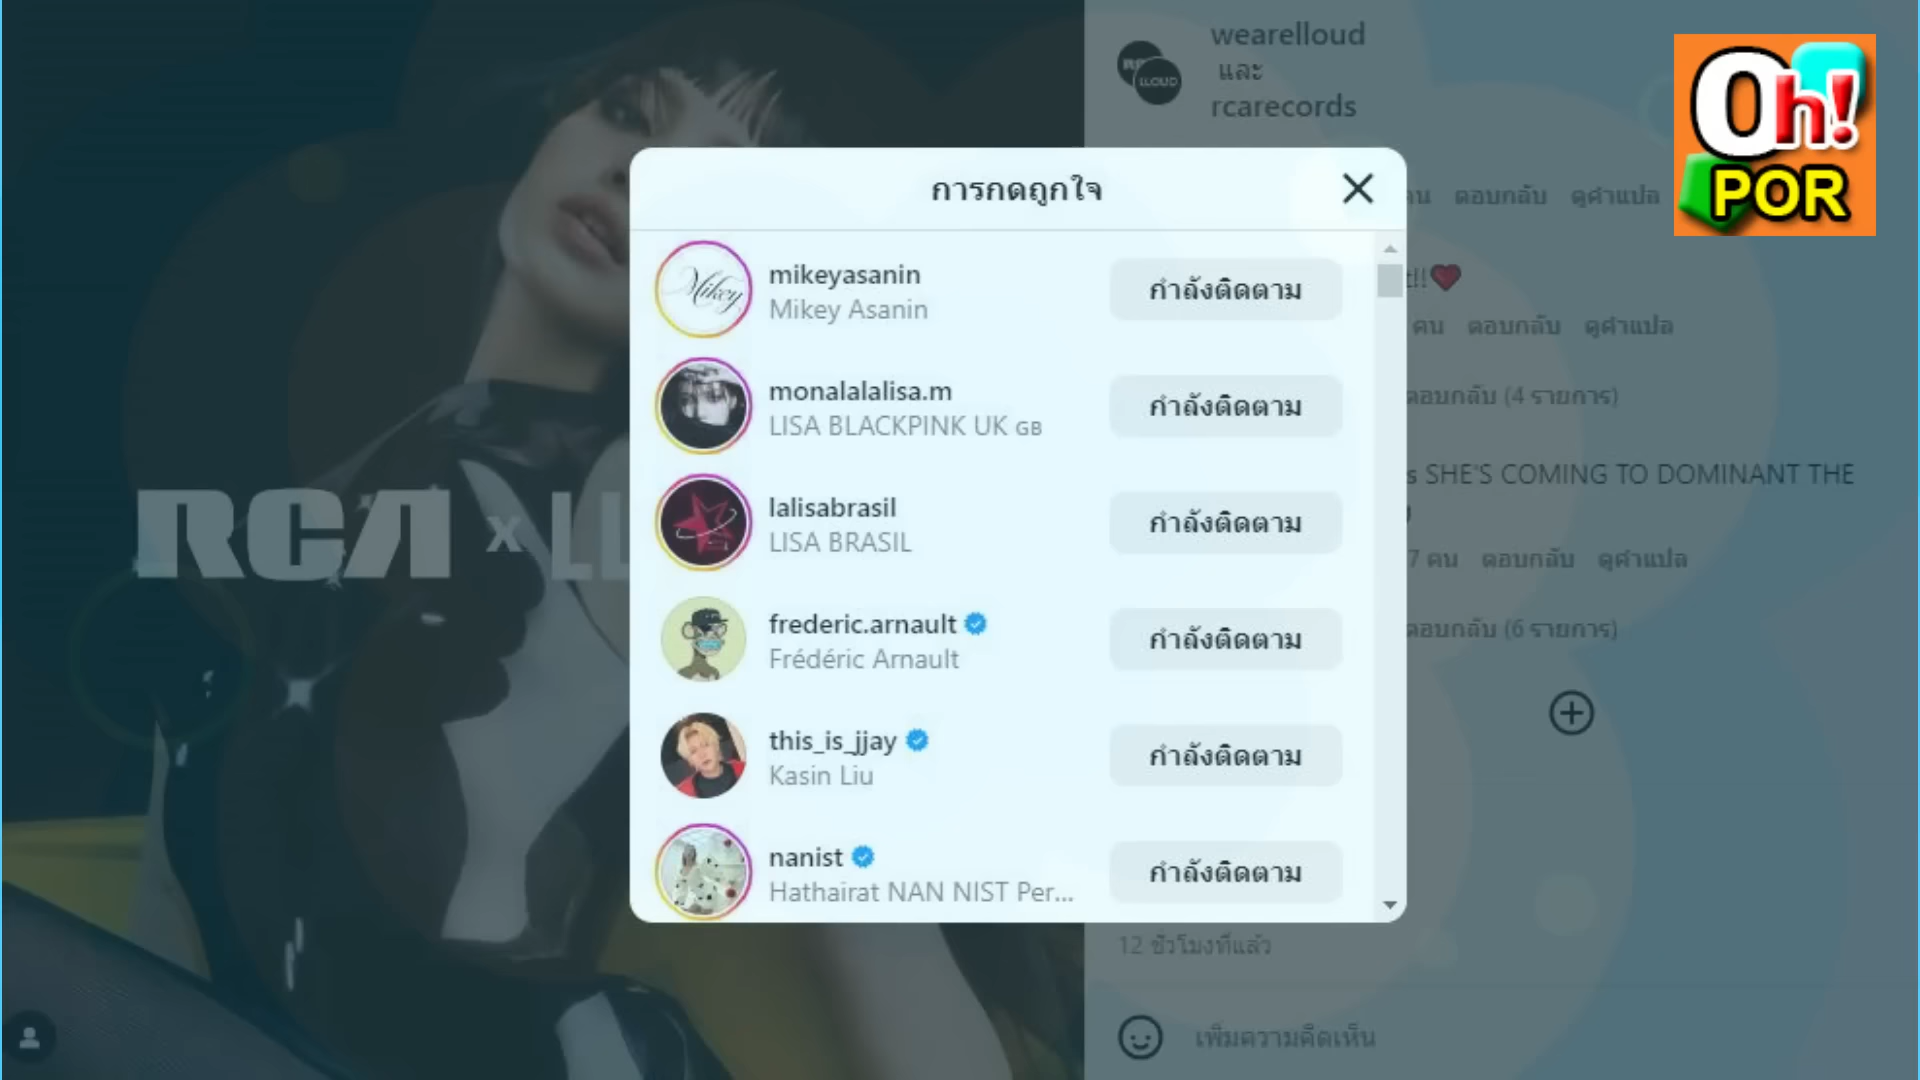 wearelloud
และ
rcarecords
Oh!
POR
RCA x LL
LLOUD
การกดถูกใจ
คน ตอบกลับ ดูคำแปล
mikeyasanin
Mikey Asanin
กำลังติดตาม
!!❤️
คน ตอบกลับ ดูคำแปล
monalalalisa.m
LISA BLACKPINK UK GB
กำลังติดตาม
ตอบกลับ (4 รายการ)
lalisabrasil
LISA BRASIL
กำลังติดตาม
SHE'S COMING TO DOMINANT THE
7 คน ตอบกลับ ดูคำแปล
frederic.arnault
Frédéric Arnault
กำลังติดตาม
ตอบกลับ (6 รายการ)
this_is_jjay
Kasin Liu
กำลังติดตาม
nanist
Hathairat NAN NIST Per...
กำลังติดตาม
12 ชั่วโมงที่แล้ว
เพิ่มความคิดเห็น
Mikey